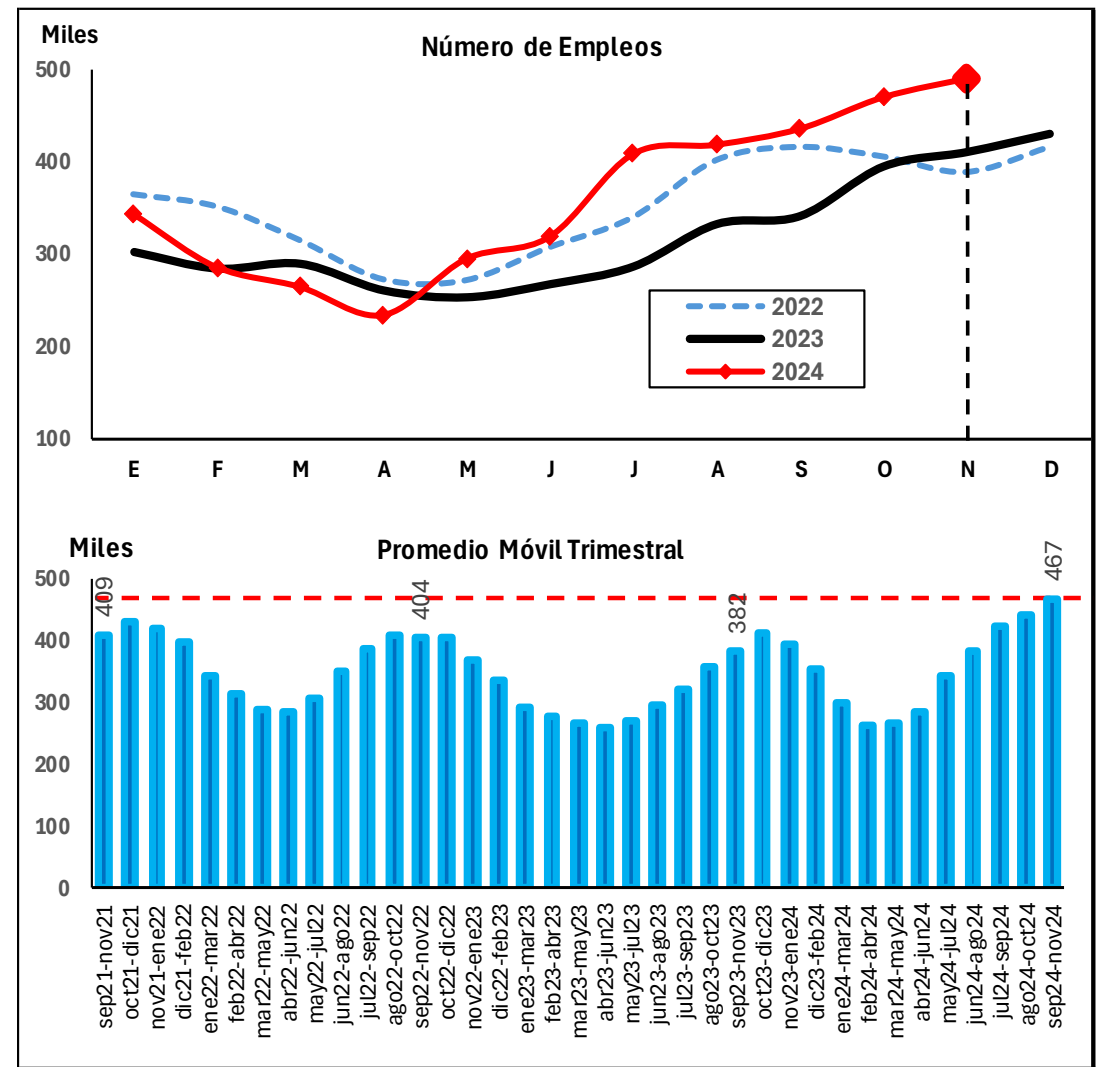 Miles
Número de Empleos
500
400
300
200
100
E F M A M J J A S O N D
2022
2023
2024
Miles
Promedio Móvil Trimestral
500
400
300
200
100
0
409
404
382
467
sep21-nov21
oct21-dic21
nov21-ene22
dic21-feb22
ene22-mar22
feb22-abr22
mar22-may22
abr22-jun22
may22-jul22
jun22-ago22
jul22-sep22
ago22-oct22
sep22-nov22
oct22-dic22
nov22-ene23
dic22-feb23
ene23-mar23
feb23-abr23
mar23-may23
abr23-jun23
may23-jul23
jun23-ago23
jul23-sep23
ago23-oct23
sep23-nov23
oct23-dic23
nov23-ene24
dic23-feb24
ene24-mar24
feb24-abr24
mar24-may24
abr24-jun24
may24-jul24
jun24-ago24
jul24-sep24
ago24-oct24
sep24-nov24